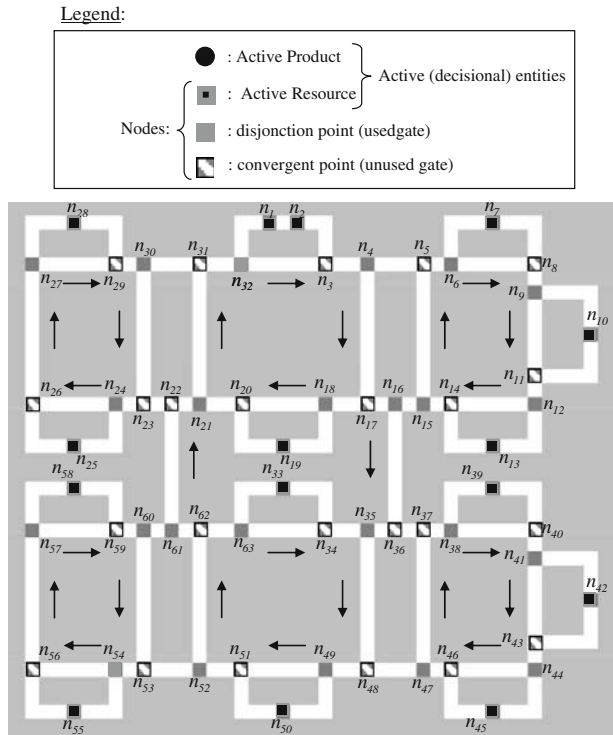 Legend:
: Active Product
: Active Resource
Active (decisional) entities
Nodes:
: disjonction point (usedgate)
: convergent point (unused gate)
n28 n1 n2 n7
n30 n31 n4 n5 n8
n27 n29 n32 n3 n6 n9
n10
n26 n24 n22 n20 n18 n16 n14 n11
n23 n21 n17 n15 n12
n25 n19 n13
n58 n33 n39
n60 n62 n35 n37 n40
n57 n59 n61 n63 n34 n36 n38 n41
n42
n56 n54 n51 n49 n46 n43
n53 n52 n48 n47 n44
n55 n50 n45